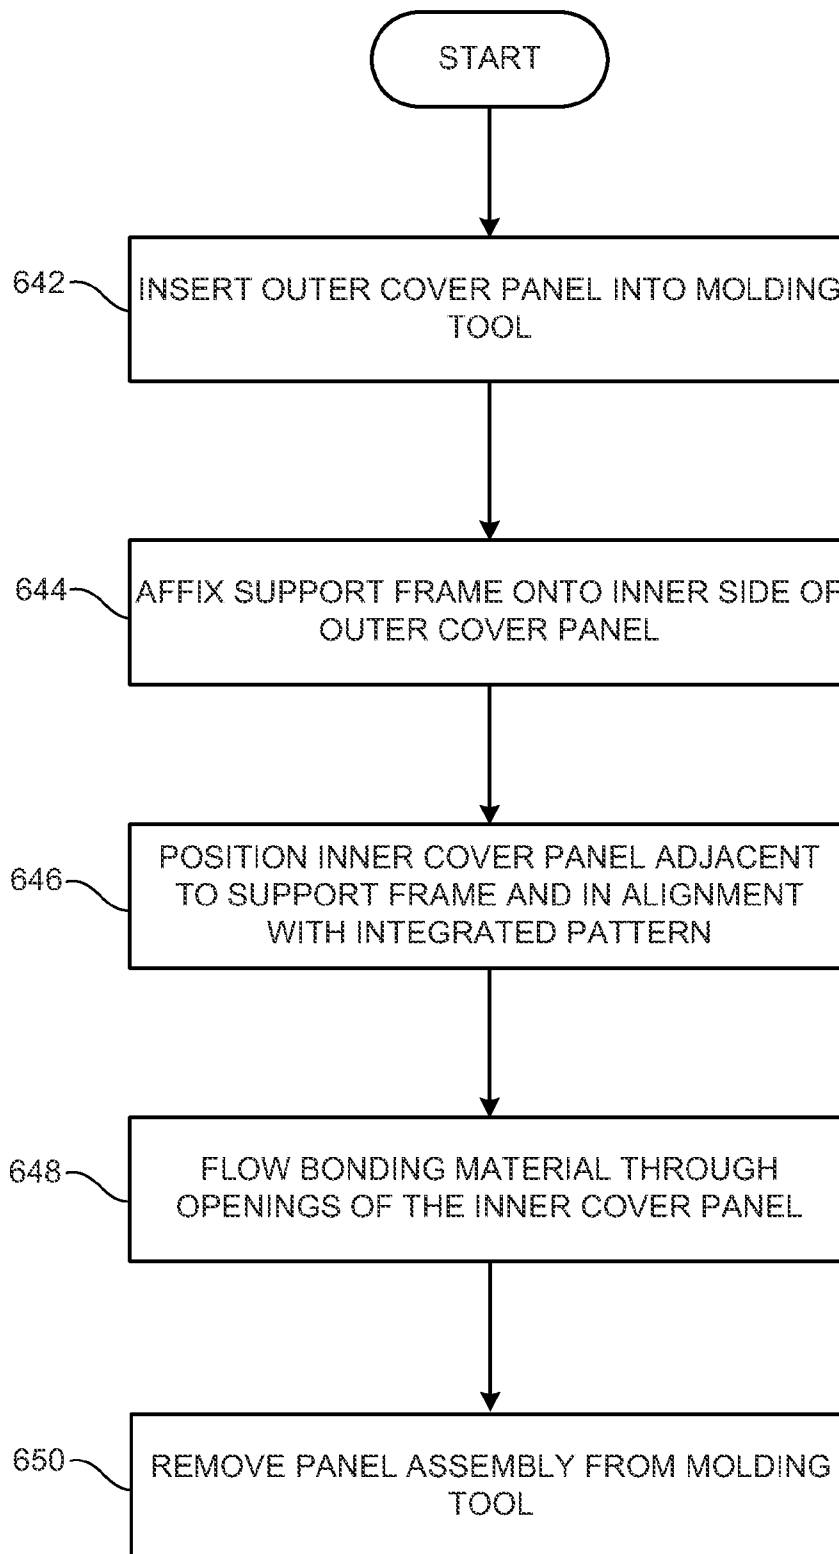 START
642
INSERT OUTER COVER PANEL INTO MOLDING
TOOL
644
AFFIX SUPPORT FRAME ONTO INNER SIDE OF
OUTER COVER PANEL
646
POSITION INNER COVER PANEL ADJACENT
TO SUPPORT FRAME AND IN ALIGNMENT
WITH INTEGRATED PATTERN
648
FLOW BONDING MATERIAL THROUGH
OPENINGS OF THE INNER COVER PANEL
650
REMOVE PANEL ASSEMBLY FROM MOLDING
TOOL